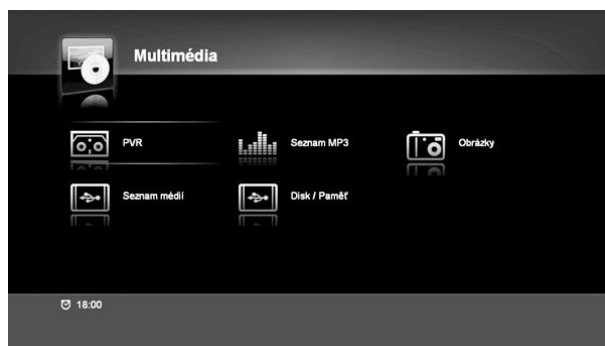 Multimédia
PVR
Seznam MP3
Obrázky
Seznam médií
Disk / Paměť
18:00